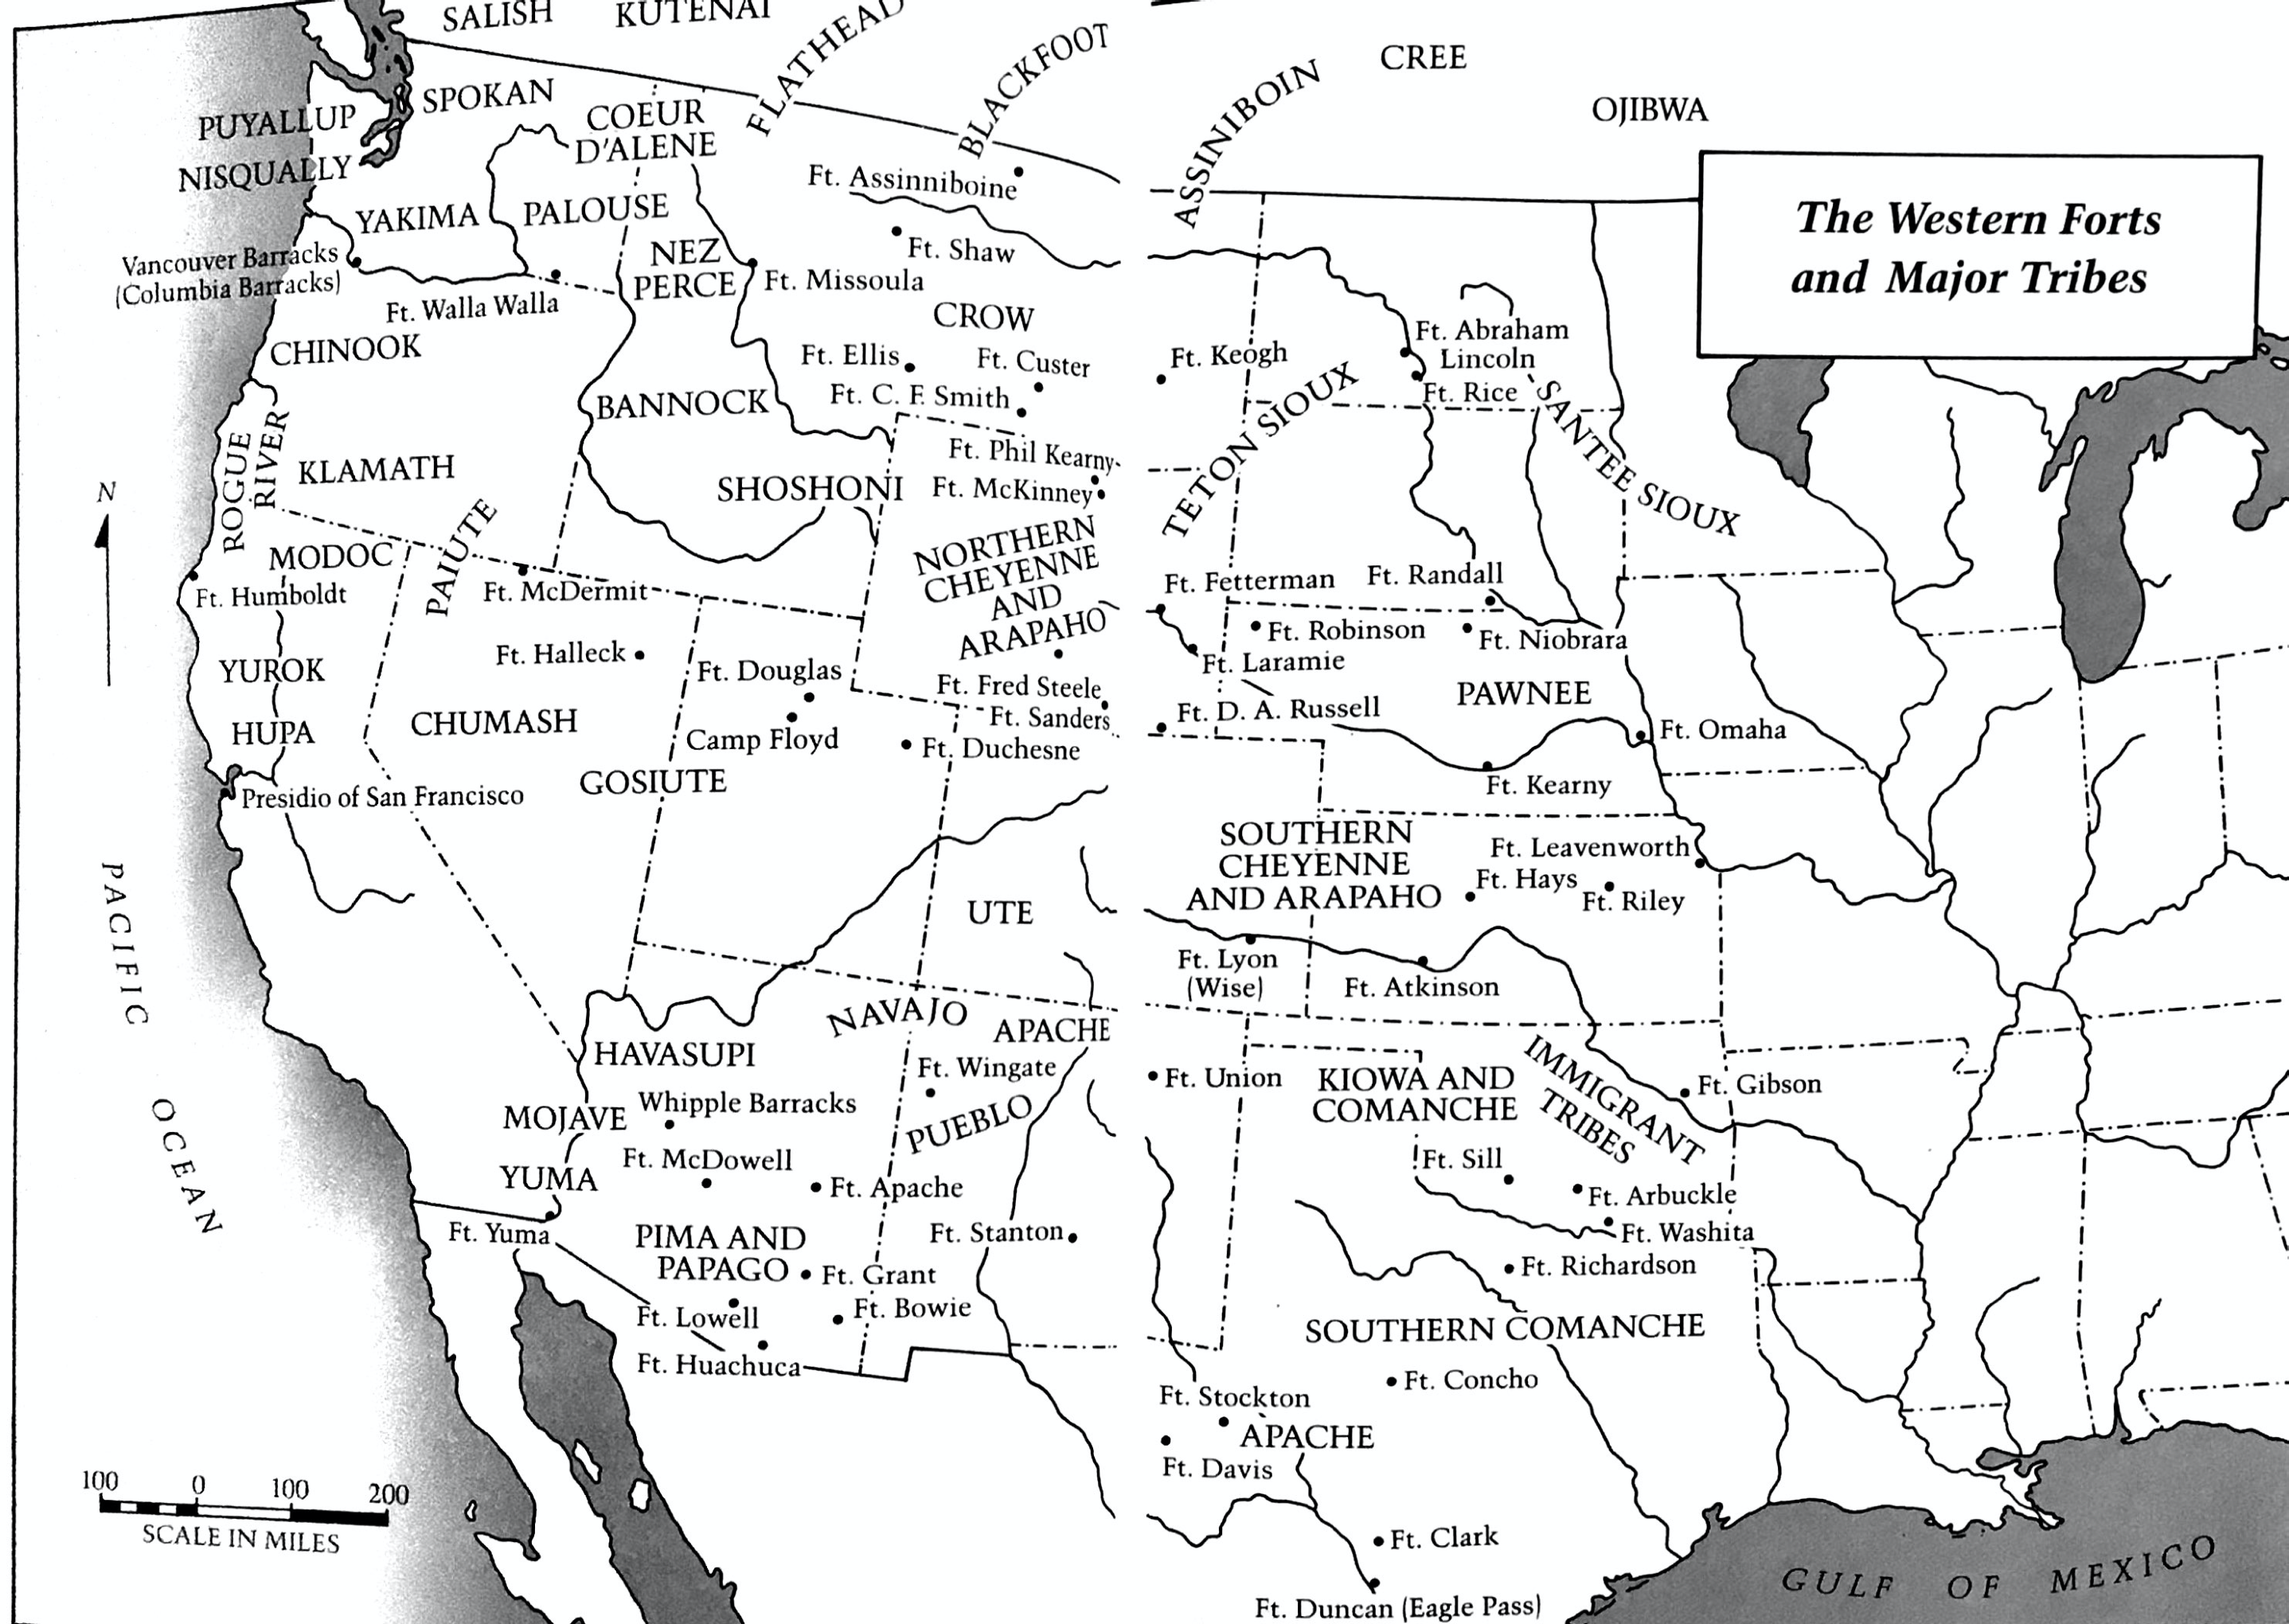 SALISH
KUTENAI
FLATHEAD
BLACKFOOT
ASSINIBOIN
CREE
OJIBWA
The Western Forts
and Major Tribes
PUYALLUP
NISQUALLY
SPOKAN
COEUR
D'ALENE
YAKIMA
PALOUSE
NEZ
PERCE
Ft. Assinniboine
Ft. Shaw
Ft. Missoula
Vancouver Barracks
(Columbia Barracks)
Ft. Walla Walla
CHINOOK
CROW
Ft. Ellis
Ft. Custer
Ft. C. F. Smith
Ft. Keogh
Ft. Abraham
Lincoln
Ft. Rice
BANNOCK
ROGUE
RIVER
KLAMATH
SHOSHONI
Ft. Phil Kearny
Ft. McKinney
TETON SIOUX
SANTEE SIOUX
N
MODOC
PAIUTE
Ft. Humboldt
Ft. McDermit
NORTHERN
CHEYENNE
AND
ARAPAHO
Ft. Fetterman
Ft. Randall
Ft. Robinson
Ft. Niobrara
Ft. Laramie
YUROK
HUPA
Ft. Halleck
Ft. Douglas
Ft. Fred Steele
Ft. Sanders
Ft. D. A. Russell
PAWNEE
Ft. Omaha
CHUMASH
Camp Floyd
Ft. Duchesne
GOSIUTE
Presidio of San Francisco
Ft. Kearny
SOUTHERN
CHEYENNE
AND ARAPAHO
Ft. Leavenworth
Ft. Hays
Ft. Riley
UTE
Ft. Lyon
(Wise)
Ft. Atkinson
PACIFIC
OCEAN
NAVAJO
APACHE
HAVASUPI
Ft. Wingate
Ft. Union
KIOWA AND
COMANCHE
IMMIGRANT
TRIBES
Ft. Gibson
MOJAVE
Whipple Barracks
PUEBLO
YUMA
Ft. McDowell
Ft. Apache
Ft. Sill
Ft. Arbuckle
Ft. Washita
Ft. Yuma
PIMA AND
PAPAGO
Ft. Stanton
Ft. Grant
Ft. Richardson
Ft. Lowell
Ft. Bowie
SOUTHERN COMANCHE
Ft. Huachuca
Ft. Concho
Ft. Stockton
APACHE
Ft. Davis
Ft. Clark
Ft. Duncan (Eagle Pass)
100 0 100 200
SCALE IN MILES
GULF OF MEXICO